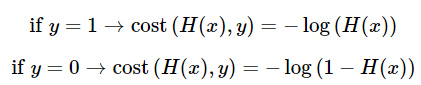 if y = 1 → cost (H(x), y) = − log (H(x))
if y = 0 → cost (H(x), y) = − log (1 − H(x))